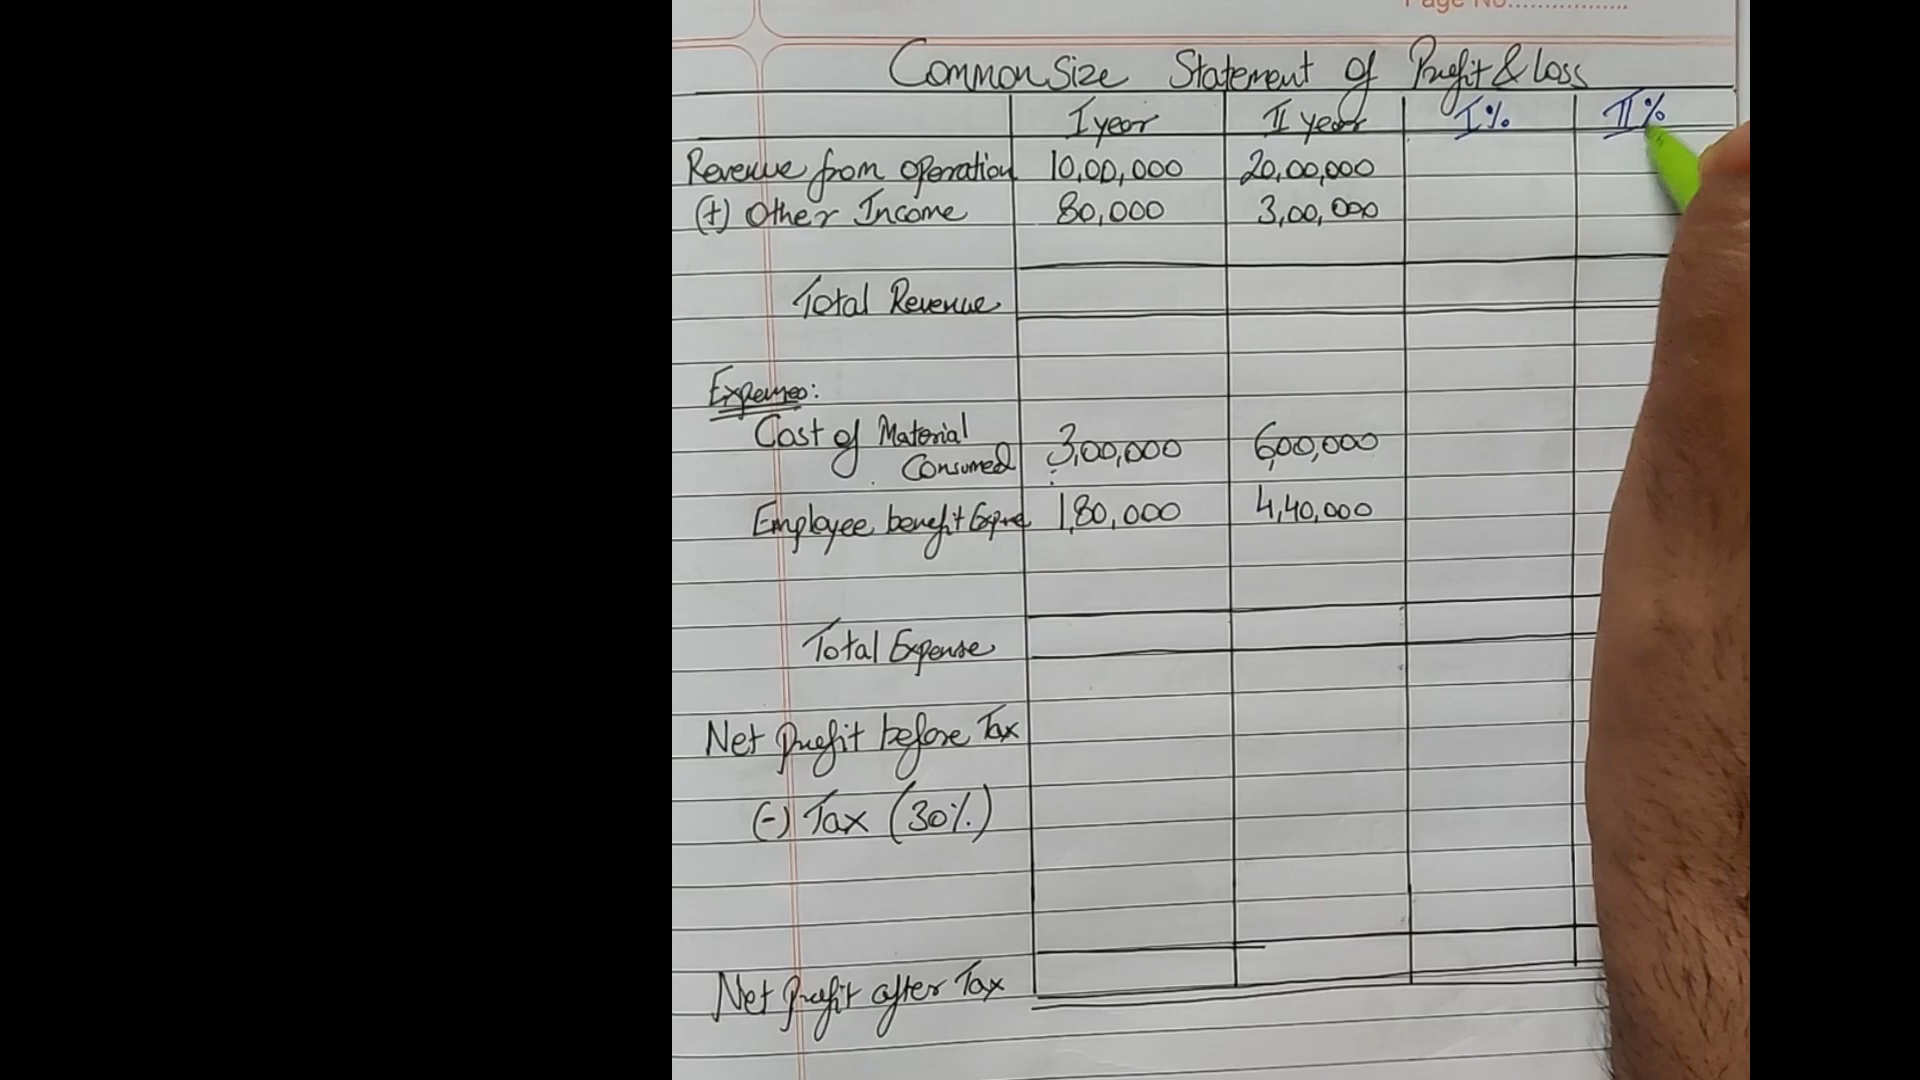 Page No.................
Common Size Statement of Profit & Loss
I year II year I% II%
Revenue from operation 10,00,000 20,00,000
(+) Other Income 80,000 3,00,000
Total Revenue
Expenses:
Cost of Material
Consumed 3,00,000 6,00,000
Employee benefit 1,80,000 4,40,000
Total Expense
Net Profit before Tax
(-) Tax (30%)
Net Profit after Tax